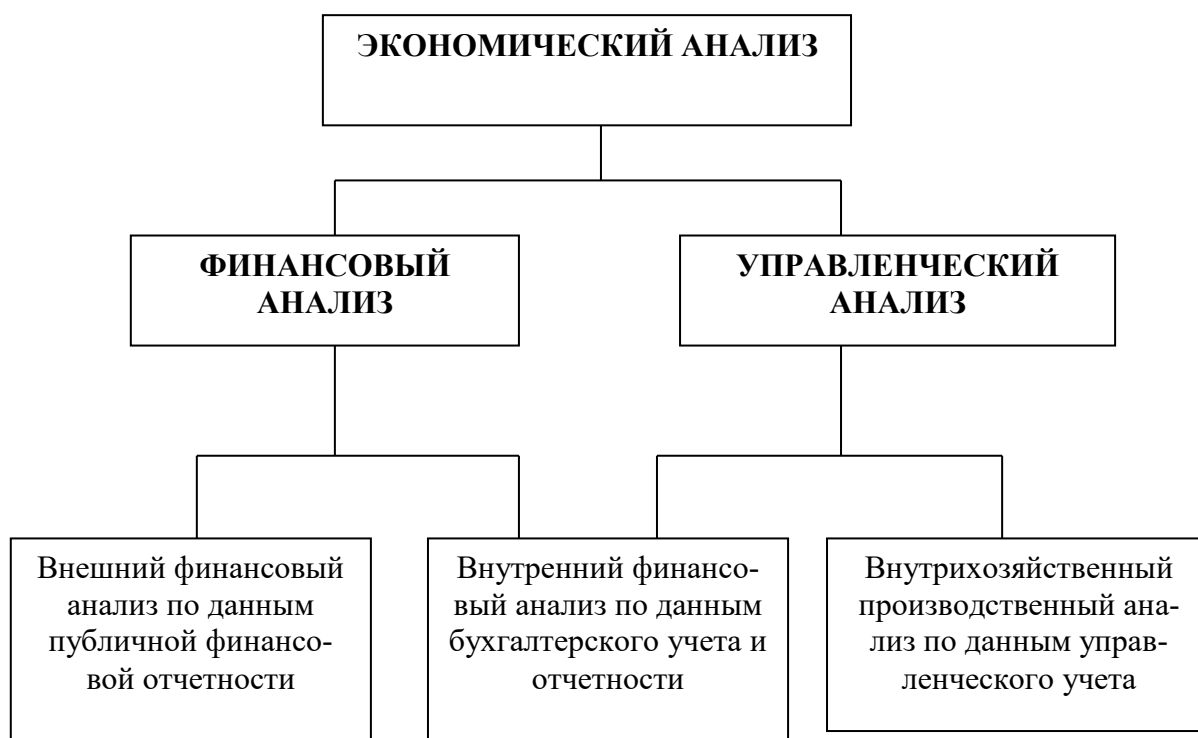 ЭКОНОМИЧЕСКИЙ АНАЛИЗ
ФИНАНСОВЫЙ
АНАЛИЗ
УПРАВЛЕНЧЕСКИЙ
АНАЛИЗ
Внешний финансовый
анализ по данным
публичной финансо-
вой отчетности
Внутренний финансо-
вый анализ по данным
бухгалтерского учета и
отчетности
Внутрихозяйственный
производственный ана-
лиз по данным управ-
ленческого учета